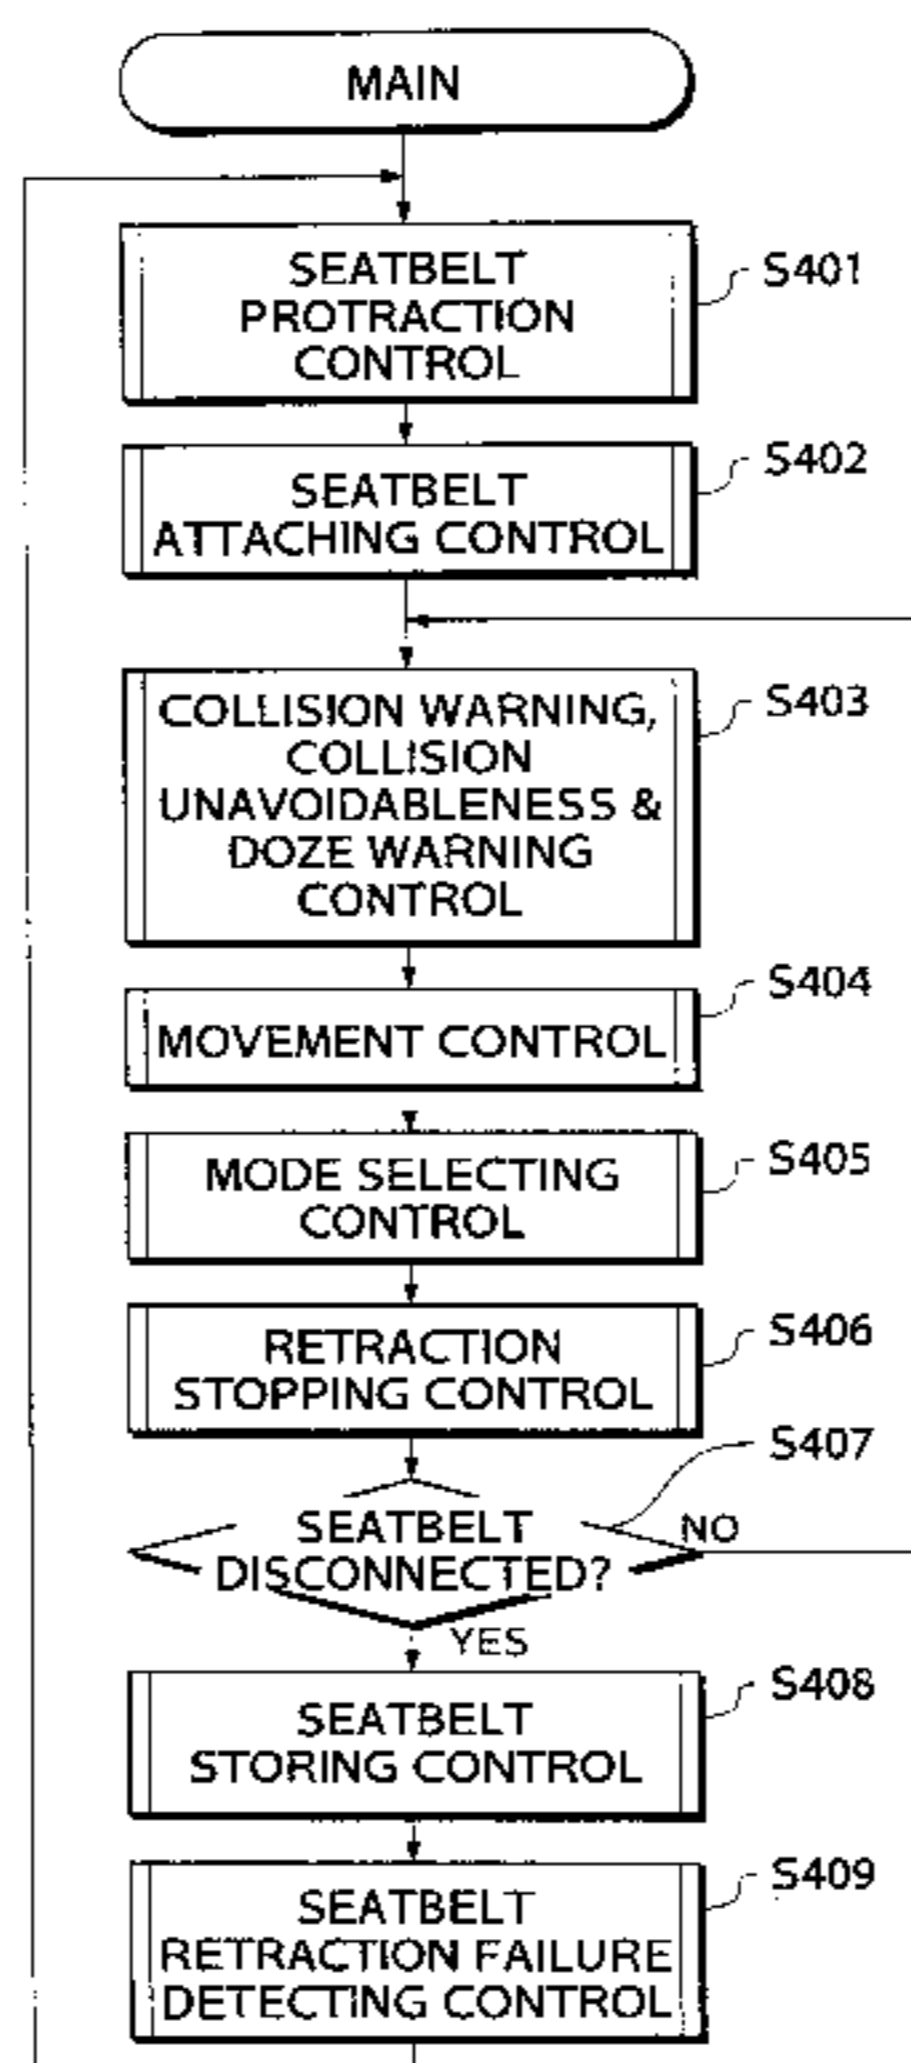 MAIN
SEATBELT
PROTRACTION
CONTROL
S401
SEATBELT
ATTACHING CONTROL
S402
COLLISION WARNING,
COLLISION
UNAVOIDABLENESS &
DOZE WARNING
CONTROL
S403
MOVEMENT CONTROL
S404
MODE SELECTING
CONTROL
S405
RETRACTION
STOPPING CONTROL
S406
SEATBELT
DISCONNECTED?
S407
NO
YES
SEATBELT
STORING CONTROL
S408
SEATBELT
RETRACTION FAILURE
DETECTING CONTROL
S409